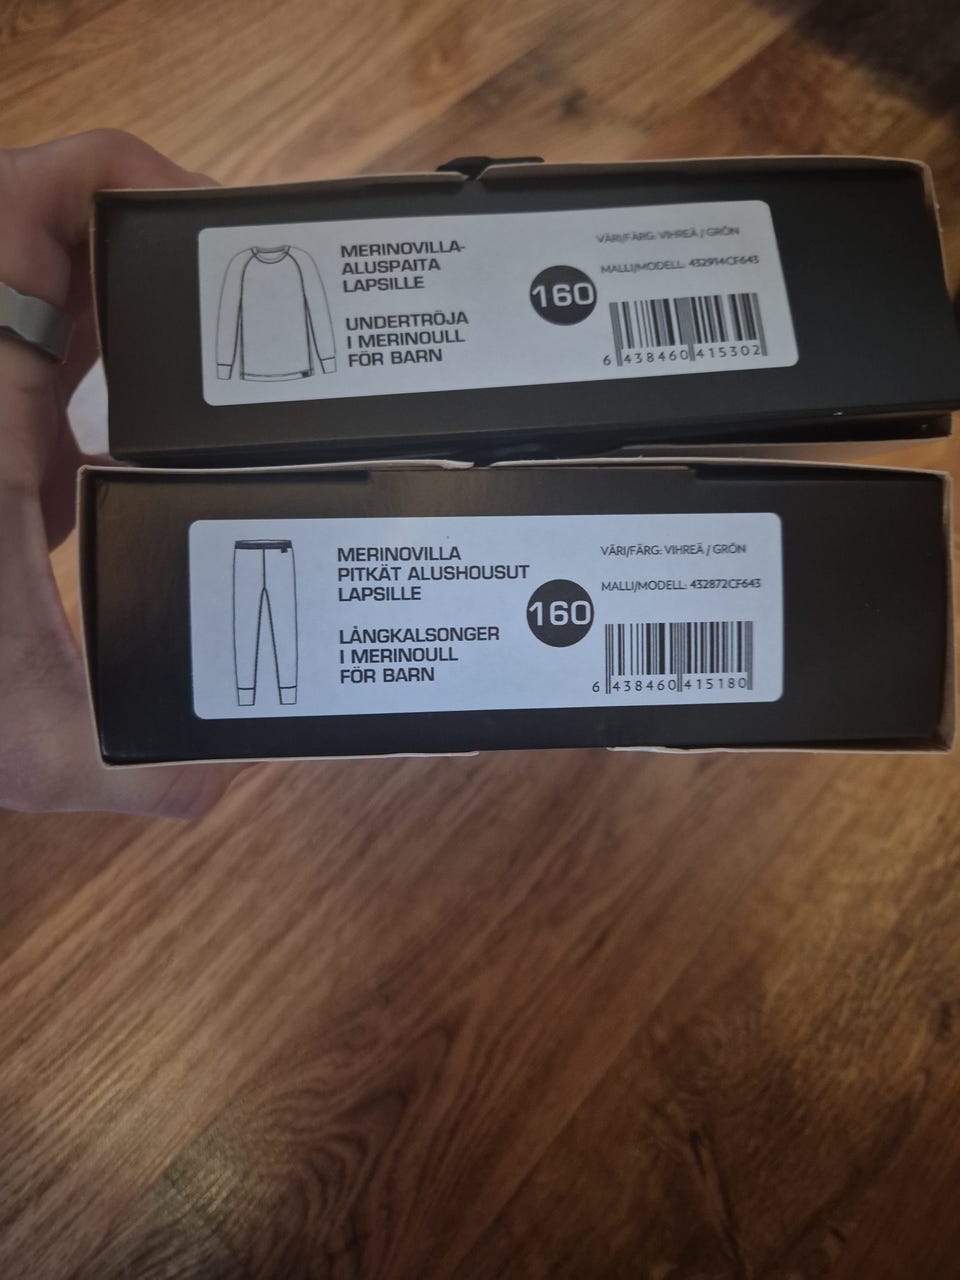 MERINOVILLA-
ALUSPAITA
LAPSILLE
UNDERTRÖJA
I MERINOULL
FÖR BARN
160
VÄRI/FÄRG: VIHREÄ / GRÖN
MALLI/MODELL: 432914CF643
6 438460 415302
MERINOVILLA
PITKÄT ALUSHOUSUT
LAPSILLE
LÅNGKALSONGER
I MERINOULL
FÖR BARN
160
VÄRI/FÄRG: VIHREÄ / GRÖN
MALLI/MODELL: 432872CF643
6 438460 415180